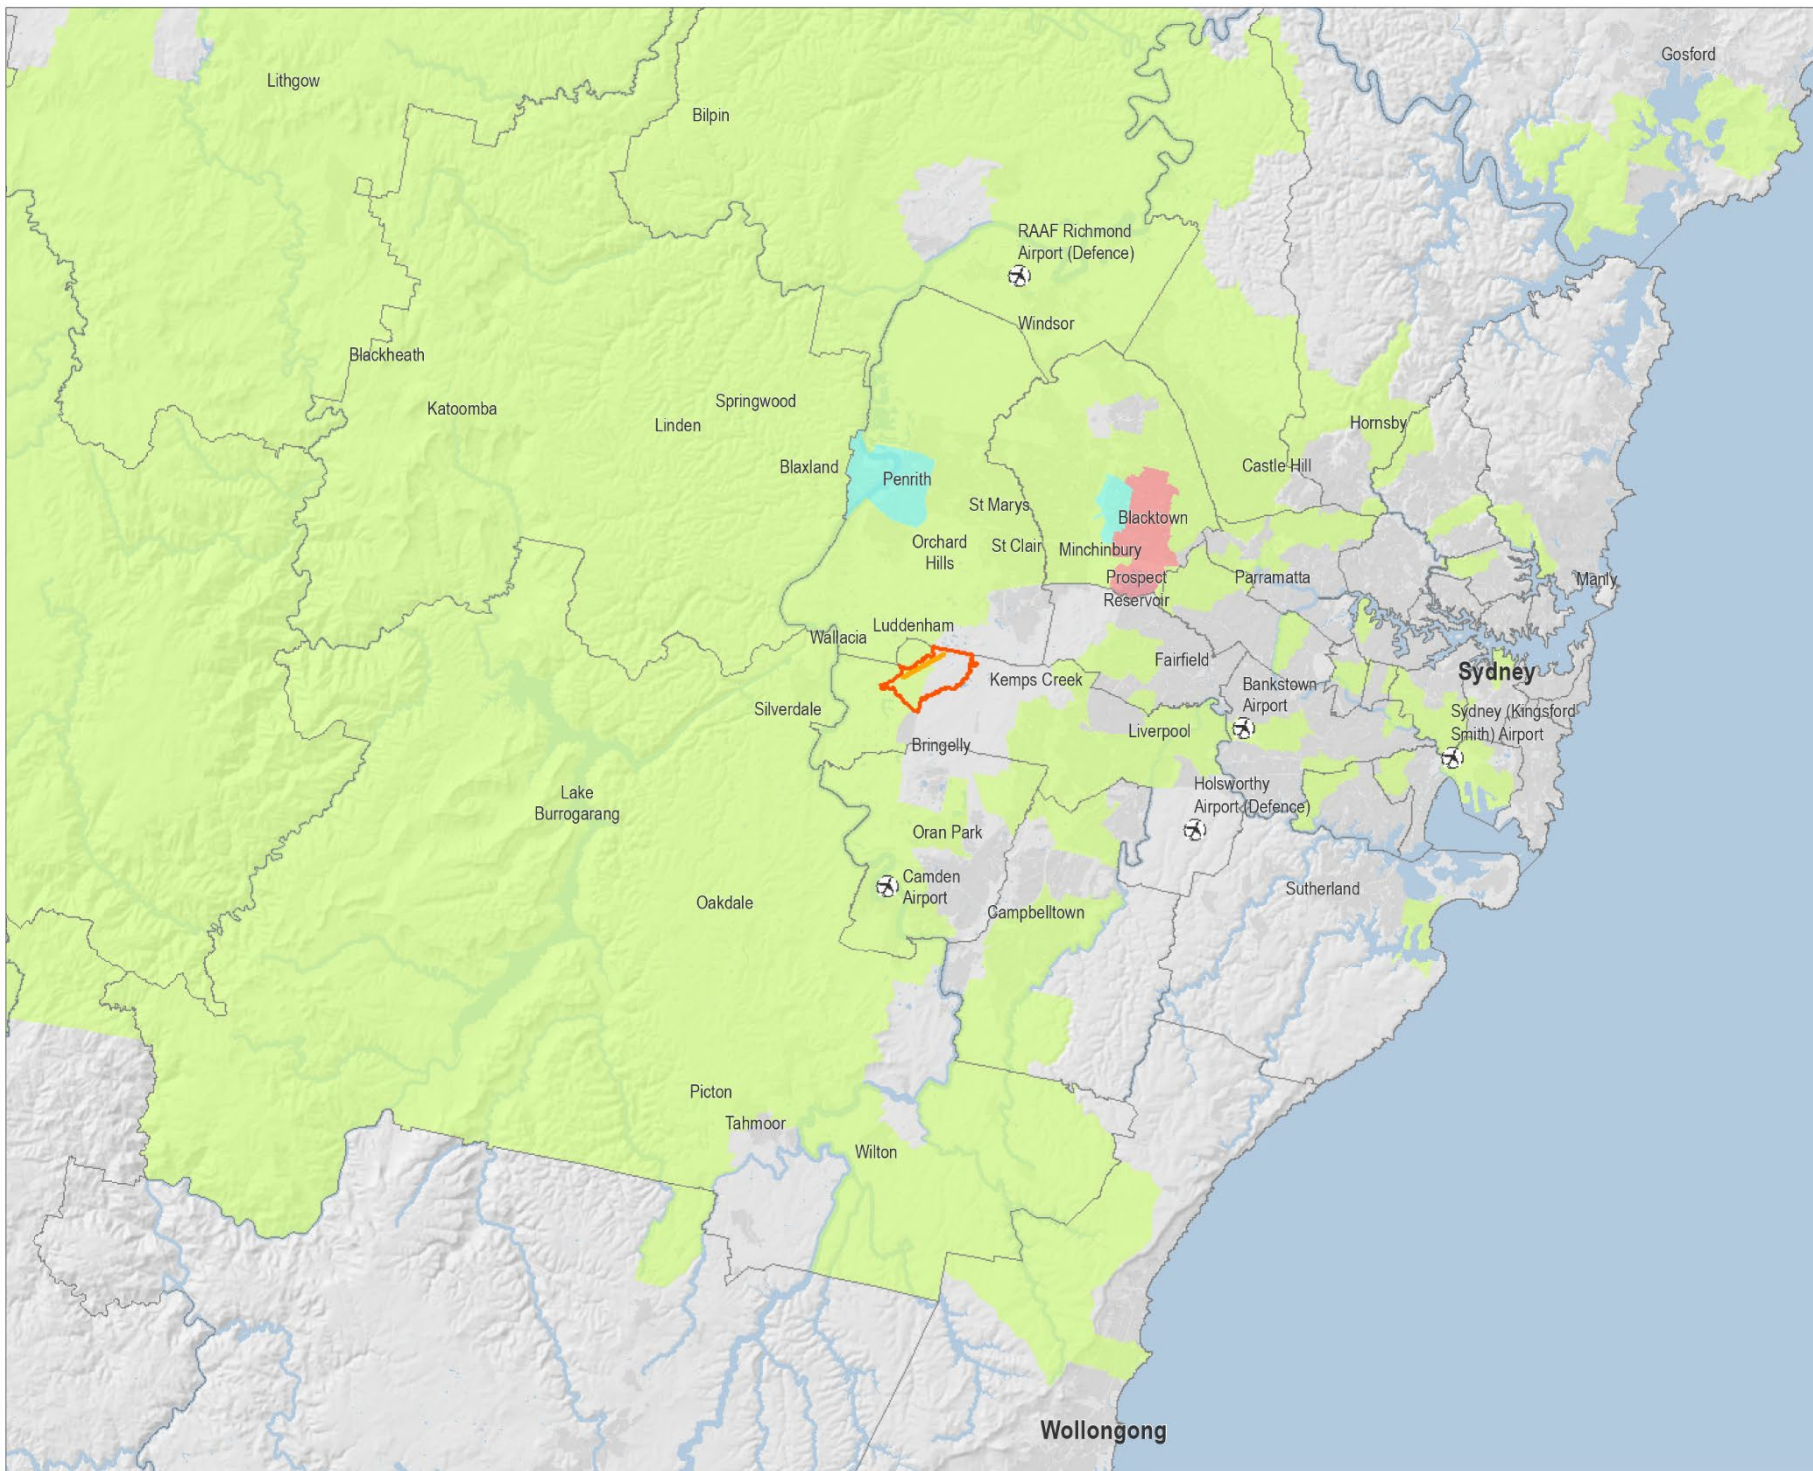 Gosford
Lithgow
Bilpin
RAAF Richmond
Airport (Defence)
Windsor
Blackheath
Katoomba
Springwood
Linden
Hornsby
Blaxland
Penrith
Castle Hill
St Marys
Blacktown
Orchard
Hills
St Clair
Minchinbury
Prospect
Reservoir
Parramatta
Manly
Luddenham
Wallacia
Fairfield
Sydney
Kemps Creek
Bankstown
Airport
Silverdale
Sydney (Kingsford
Smith) Airport
Liverpool
Bringelly
Holsworthy
Airport (Defence)
Lake
Burrogarang
Oran Park
Camden
Airport
Sutherland
Oakdale
Campbelltown
Picton
Tahmoor
Wilton
Wollongong